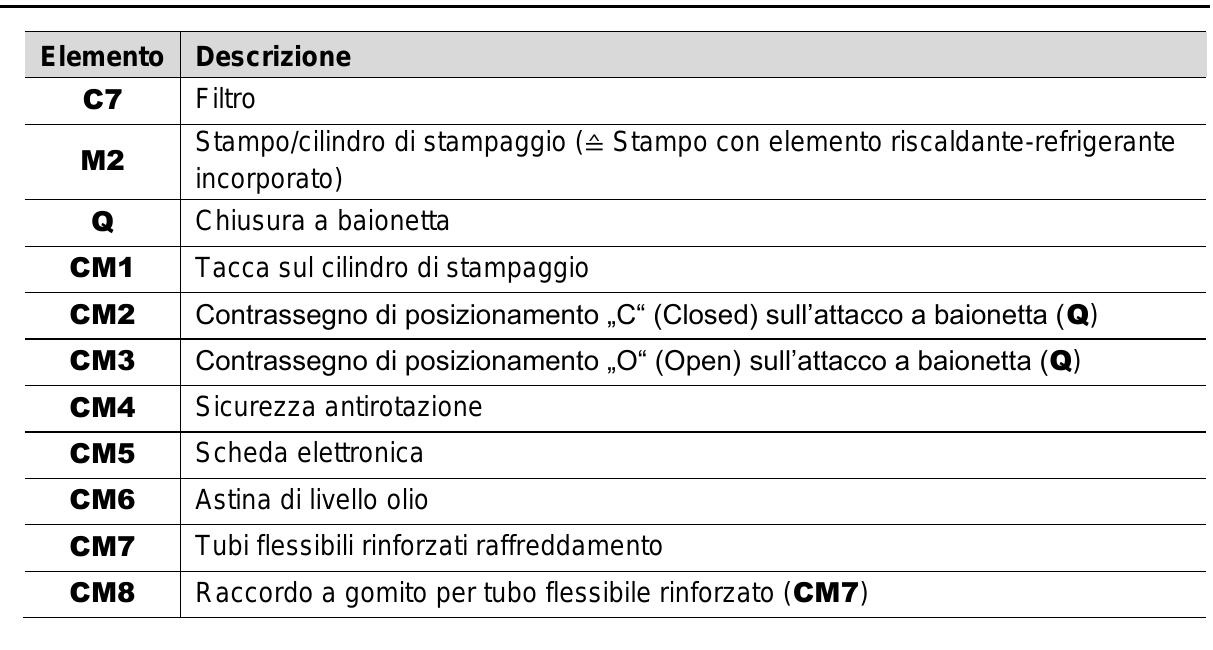 Elemento Descrizione
C7 Filtro
M2 Stampo/cilindro di stampaggio (≙ Stampo con elemento riscaldante-refrigerante
incorporato)
Q Chiusura a baionetta
CM1 Tacca sul cilindro di stampaggio
CM2 Contrassegno di posizionamento „C“ (Closed) sull’attacco a baionetta (Q)
CM3 Contrassegno di posizionamento „O“ (Open) sull’attacco a baionetta (Q)
CM4 Sicurezza antirotazione
CM5 Scheda elettronica
CM6 Astina di livello olio
CM7 Tubi flessibili rinforzati raffreddamento
CM8 Raccordo a gomito per tubo flessibile rinforzato (CM7)